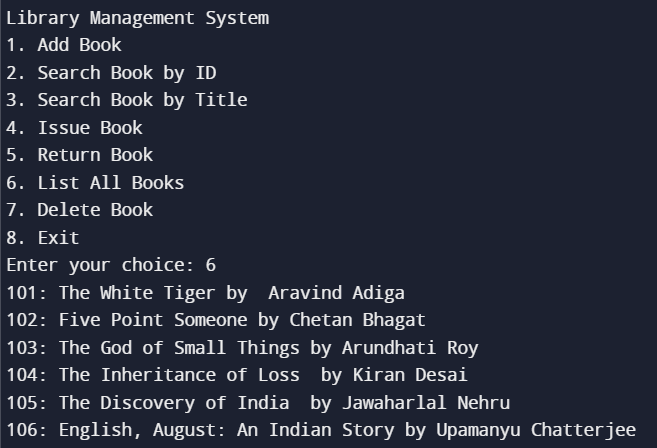 Library Management System
1. Add Book
2. Search Book by ID
3. Search Book by Title
4. Issue Book
5. Return Book
6. List All Books
7. Delete Book
8. Exit
Enter your choice: 6
101: The White Tiger by  Aravind Adiga
102: Five Point Someone by Chetan Bhagat
103: The God of Small Things by Arundhati Roy
104: The Inheritance of Loss  by Kiran Desai
105: The Discovery of India  by Jawaharlal Nehru
106: English, August: An Indian Story by Upamanyu Chatterjee